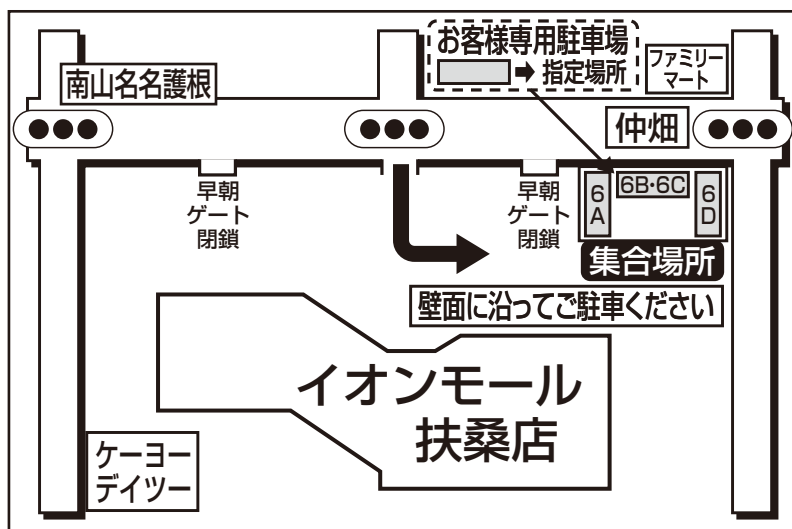 お客様専用駐車場
➡指定場所
ファミリー
マート
南山名名護根
仲畑
早朝
ゲート
閉鎖
早朝
ゲート
閉鎖
6A
6B・6C
6D
集合場所
壁面に沿ってご駐車ください
イオンモール
扶桑店
ケーヨー
デイツー